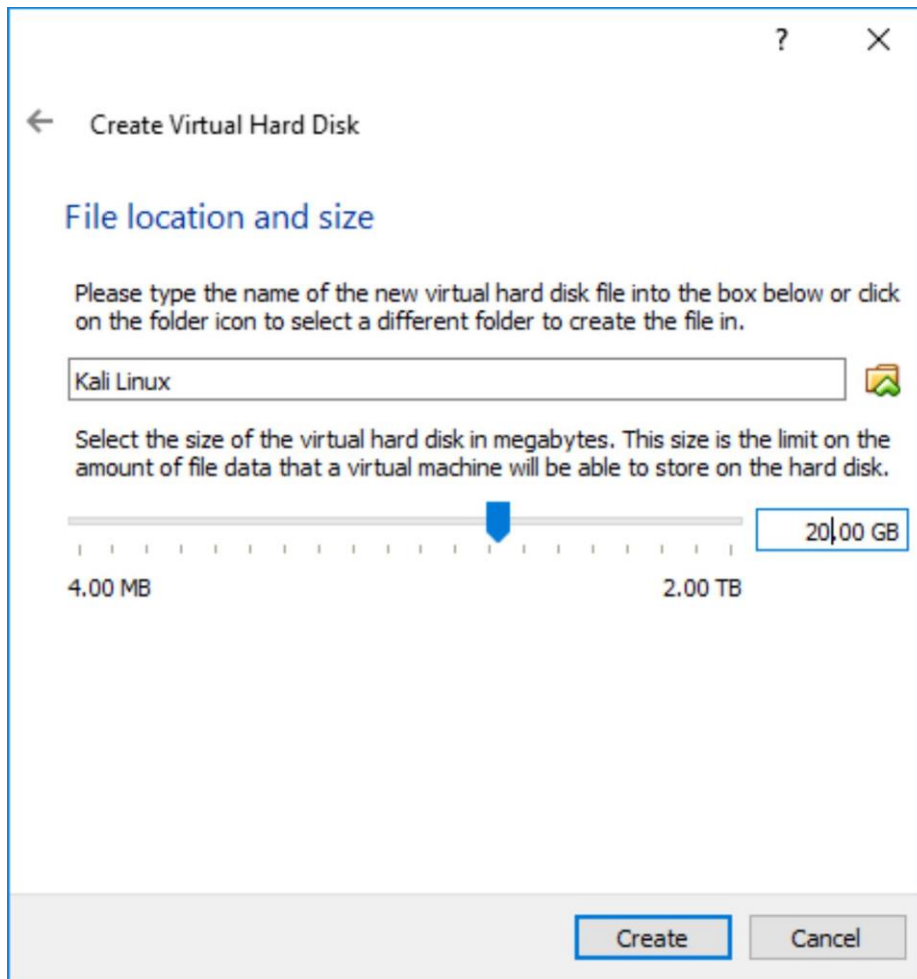 ?
Create Virtual Hard Disk
File location and size
Please type the name of the new virtual hard disk file into the box below or click
on the folder icon to select a different folder to create the file in.
Kali Linux
Select the size of the virtual hard disk in megabytes. This size is the limit on the
amount of file data that a virtual machine will be able to store on the hard disk.
20.00 GB
4.00 MB 2.00 TB
Create Cancel